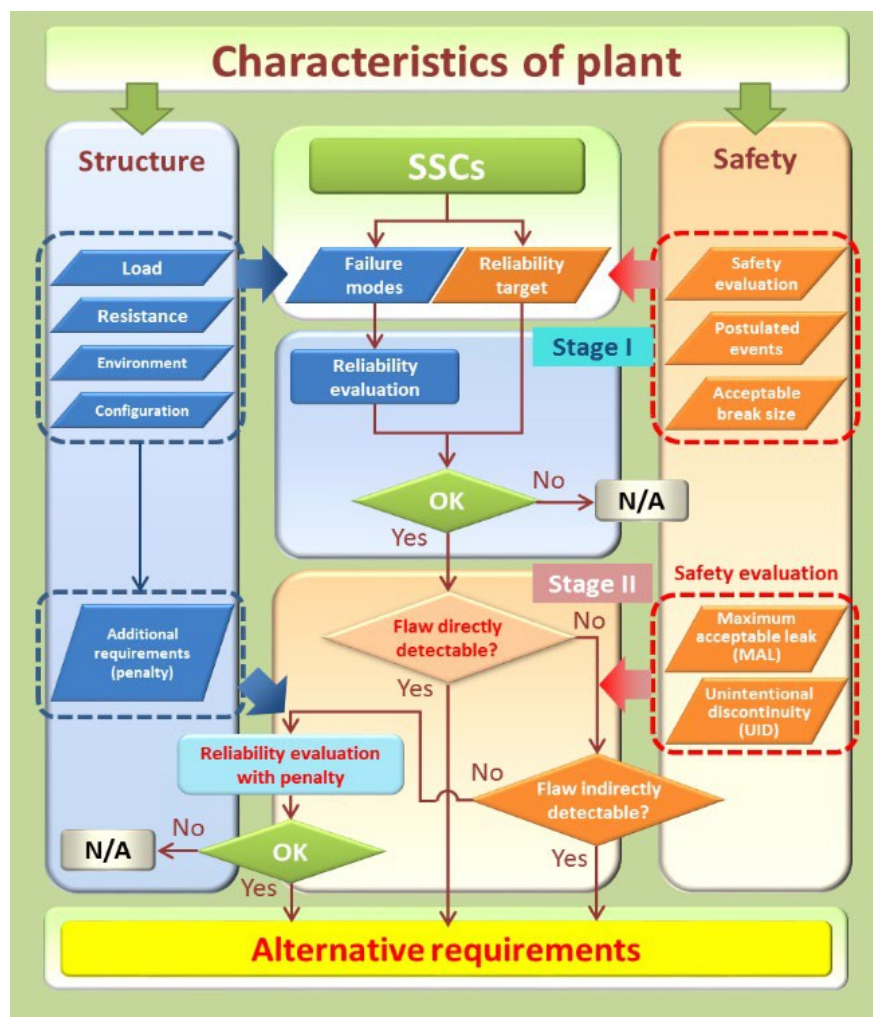 Characteristics of plant
Structure
SSCs
Safety
Load
Failure
modes
Reliability
target
Safety
evaluation
Resistance
Postulated
events
Stage I
Environment
Reliability
evaluation
Configuration
Acceptable
break size
OK
No
N/A
Yes
Stage II
Safety evaluation
Additional
requirements
(penalty)
Flaw directly
detectable?
No
Maximum
acceptable leak
(MAL)
Yes
Unintentional
discontinuity
(UID)
Reliability evaluation
with penalty
No
Flaw indirectly
detectable?
N/A
No
OK
Yes
Yes
Alternative requirements